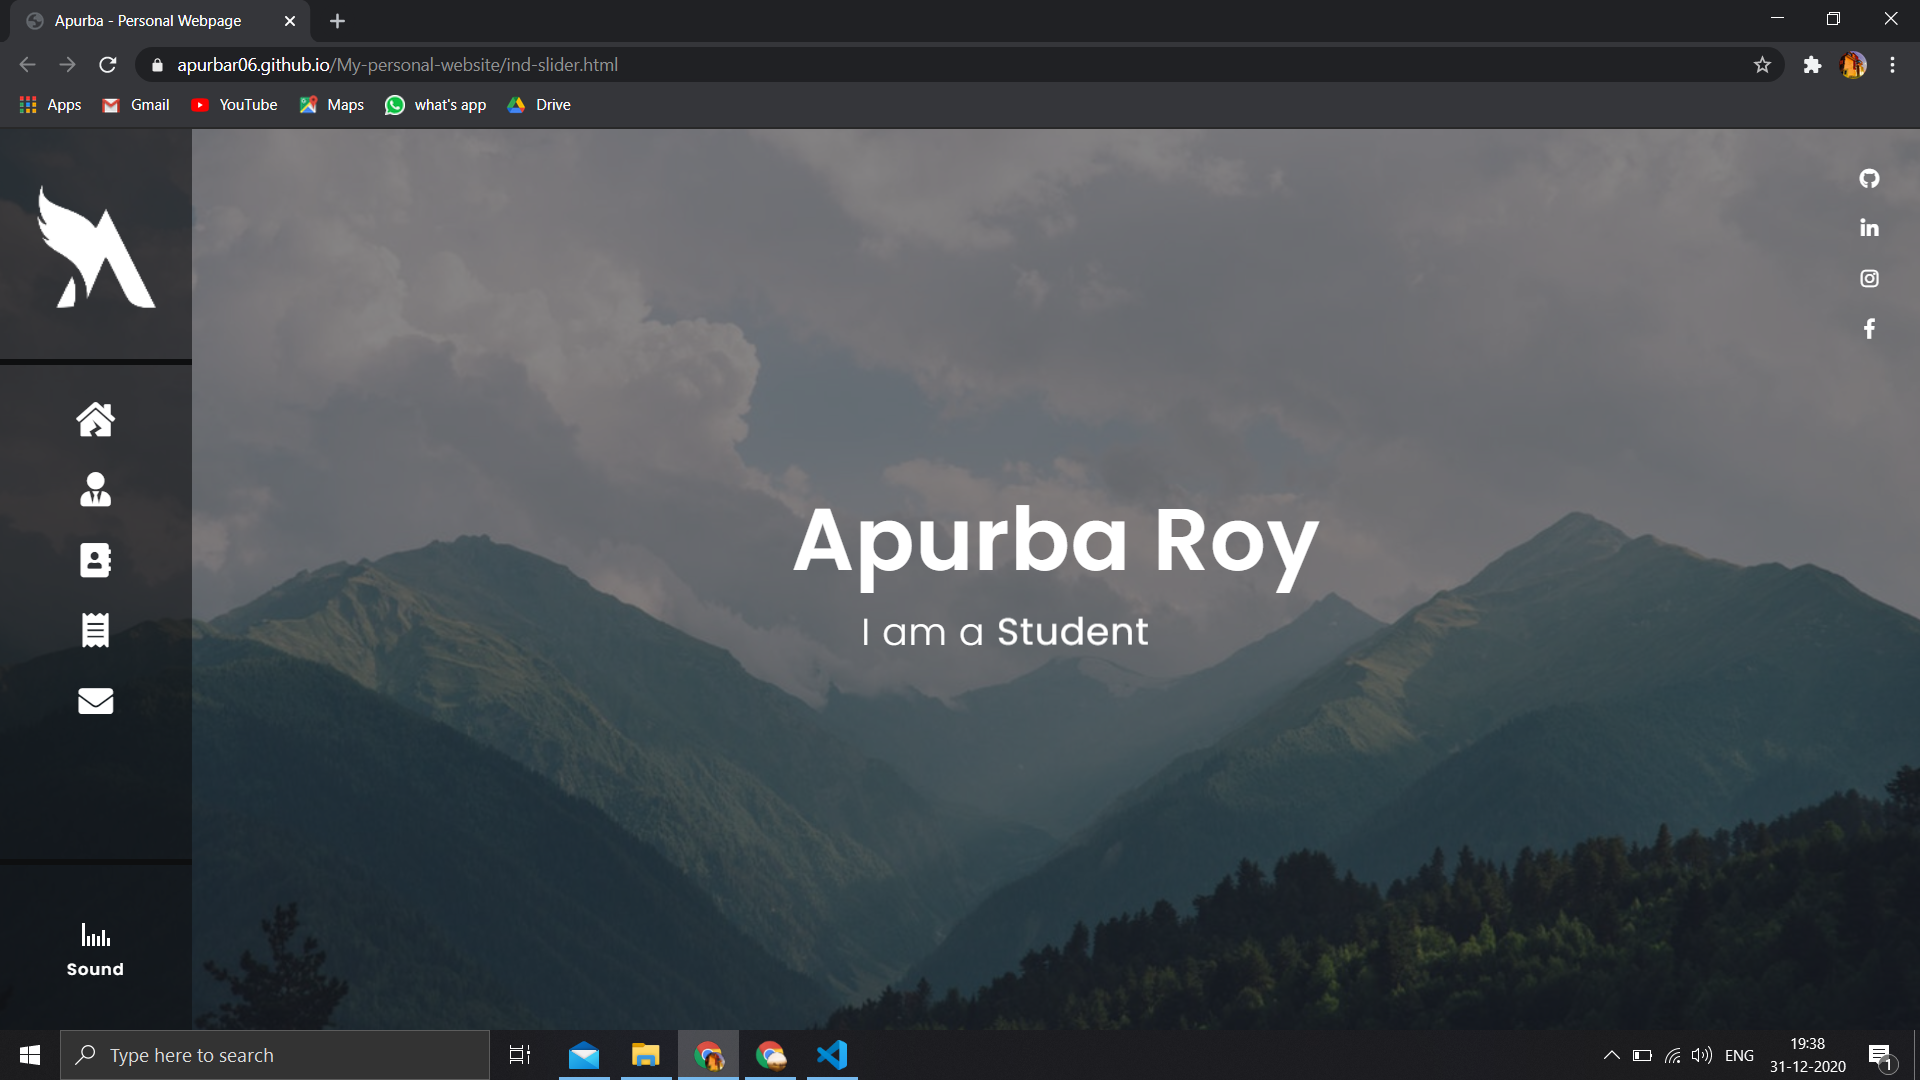 Apurba - Personal Webpage
apurbar06.github.io/My-personal-website/ind-slider.html
Apps Gmail YouTube Maps what's app Drive
Apurba Roy
I am a Student
Sound
Type here to search
ENG
19:38
31-12-2020
1